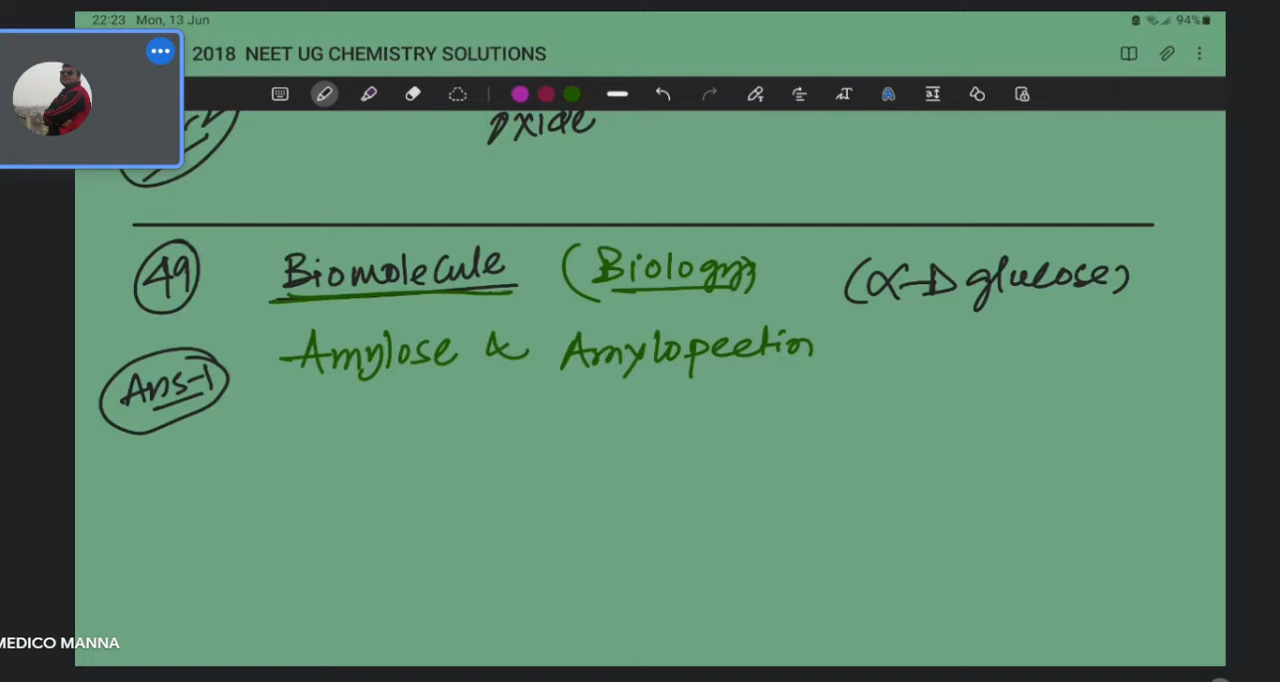 22:23 Mon, 13 Jun 94%
2018 NEET UG CHEMISTRY SOLUTIONS
oxide
49 Biomolecule (Biology) (α-D glucose)
Amylose & Amylopectin
Ans-1
MEDICO MANNA